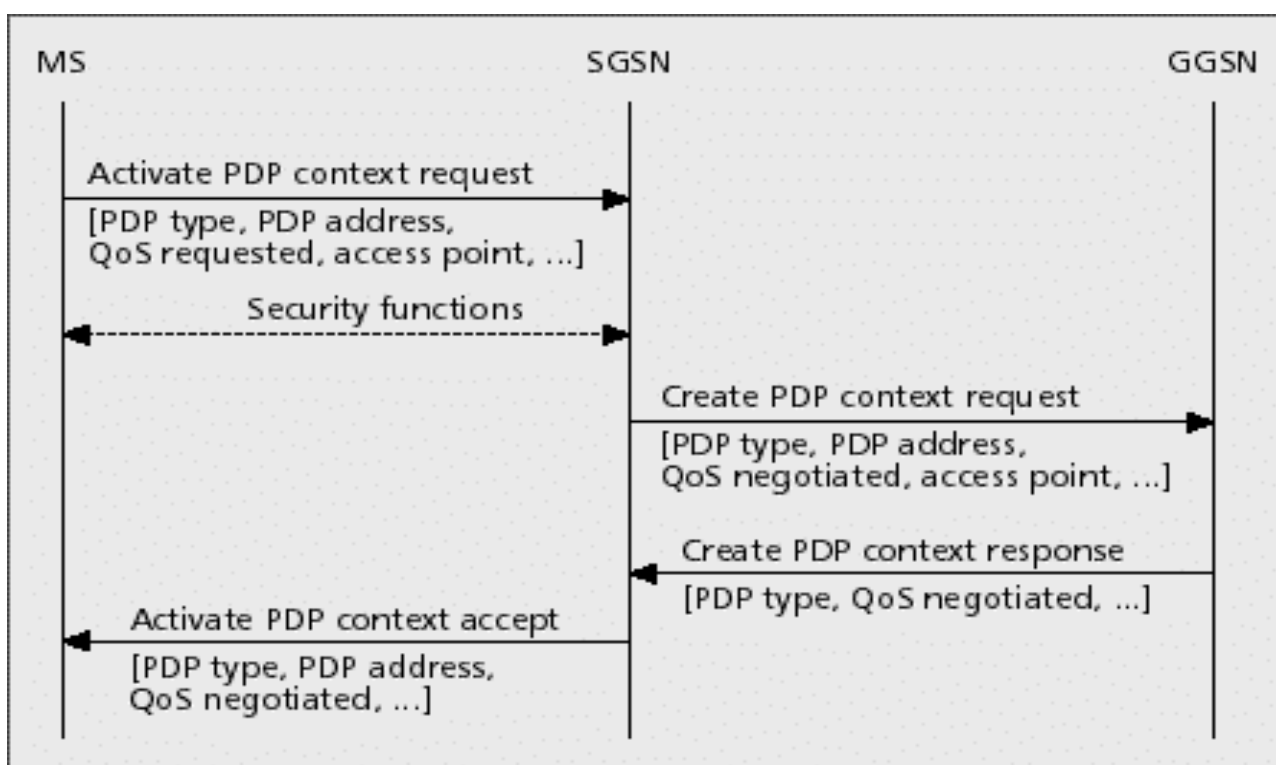 MS SGSN GGSN
Activate PDP context request
[PDP type, PDP address,
QoS requested, access point, ...]
Security functions
Create PDP context request
[PDP type, PDP address,
QoS negotiated, access point, ...]
Create PDP context response
[PDP type, QoS negotiated, ...]
Activate PDP context accept
[PDP type, PDP address,
QoS negotiated, ...]